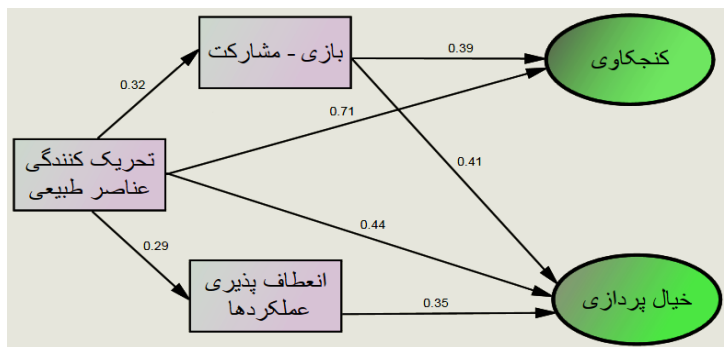 بازی - مشارکت
0.39
کنجکاوی
0.32
0.71
تحریک کنندگی
عناصر طبیعی
0.41
0.44
0.29
انعطاف پذیری
عملکردها
0.35
خیال پردازی